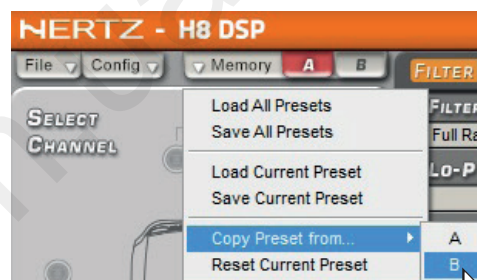 HERTZ - H8 DSP
File Config Memory A B FILTER
Load All Presets
Save All Presets
Load Current Preset
Save Current Preset
Copy Preset from...
Reset Current Preset
A
B
SELECT
CHANNEL
Full Ra
Lo-P